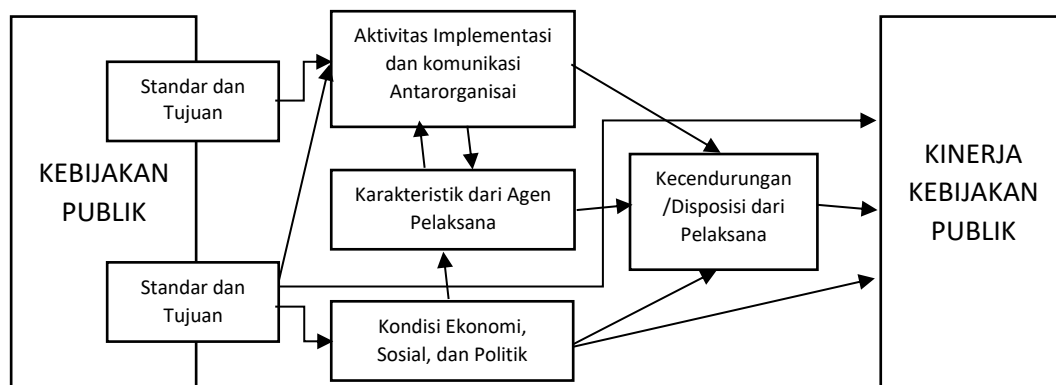 KEBIJAKAN
PUBLIK
Standar dan
Tujuan
Standar dan
Tujuan
Aktivitas Implementasi
dan komunikasi
Antarorganisai
Karakteristik dari Agen
Pelaksana
Kondisi Ekonomi,
Sosial, dan Politik
Kecendurungan
/Disposisi dari
Pelaksana
KINERJA
KEBIJAKAN
PUBLIK